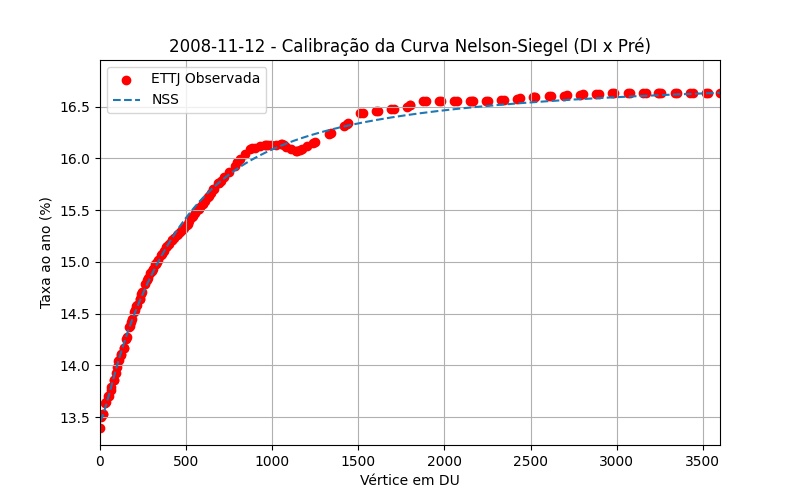 2008-11-12 - Calibração da Curva Nelson-Siegel (DI x Pré)
ETTJ Observada
NSS
Taxa ao ano (%)
16.5
16.0
15.5
15.0
14.5
14.0
13.5
0 500 1000 1500 2000 2500 3000 3500
Vértice em DU